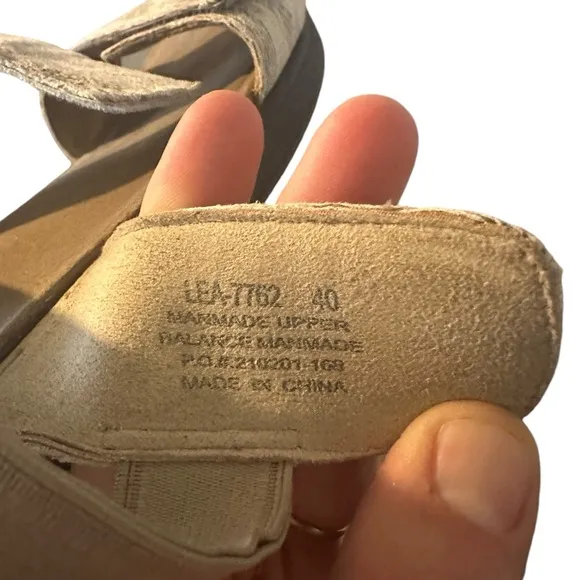 LEA-7762 40
MANMADE UPPER
BALANCE MANMADE
P.O.#:210201-168
MADE IN CHINA